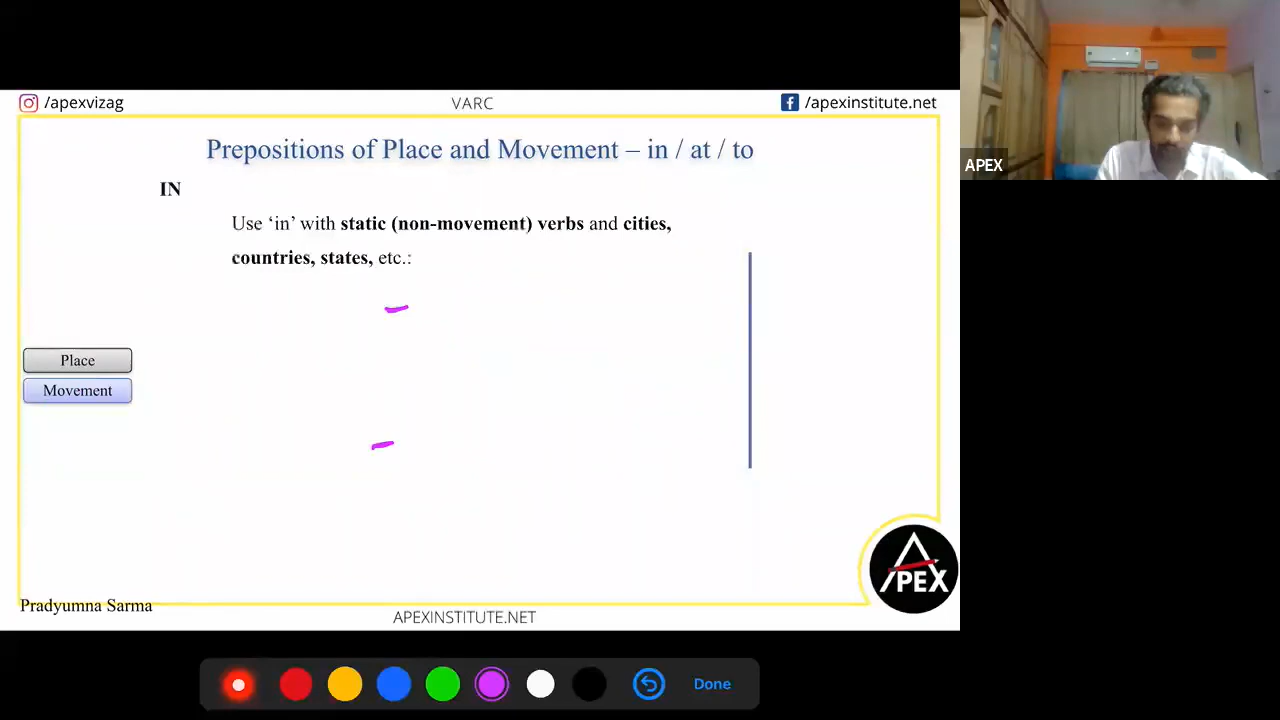 /apexvizag
VARC
/apexinstitute.net
Prepositions of Place and Movement – in / at / to
IN
Use ‘in’ with static (non-movement) verbs and cities,
countries, states, etc.:
Place
Movement
APEX
Pradyumna Sarma
APEXINSTITUTE.NET
APEX
Done